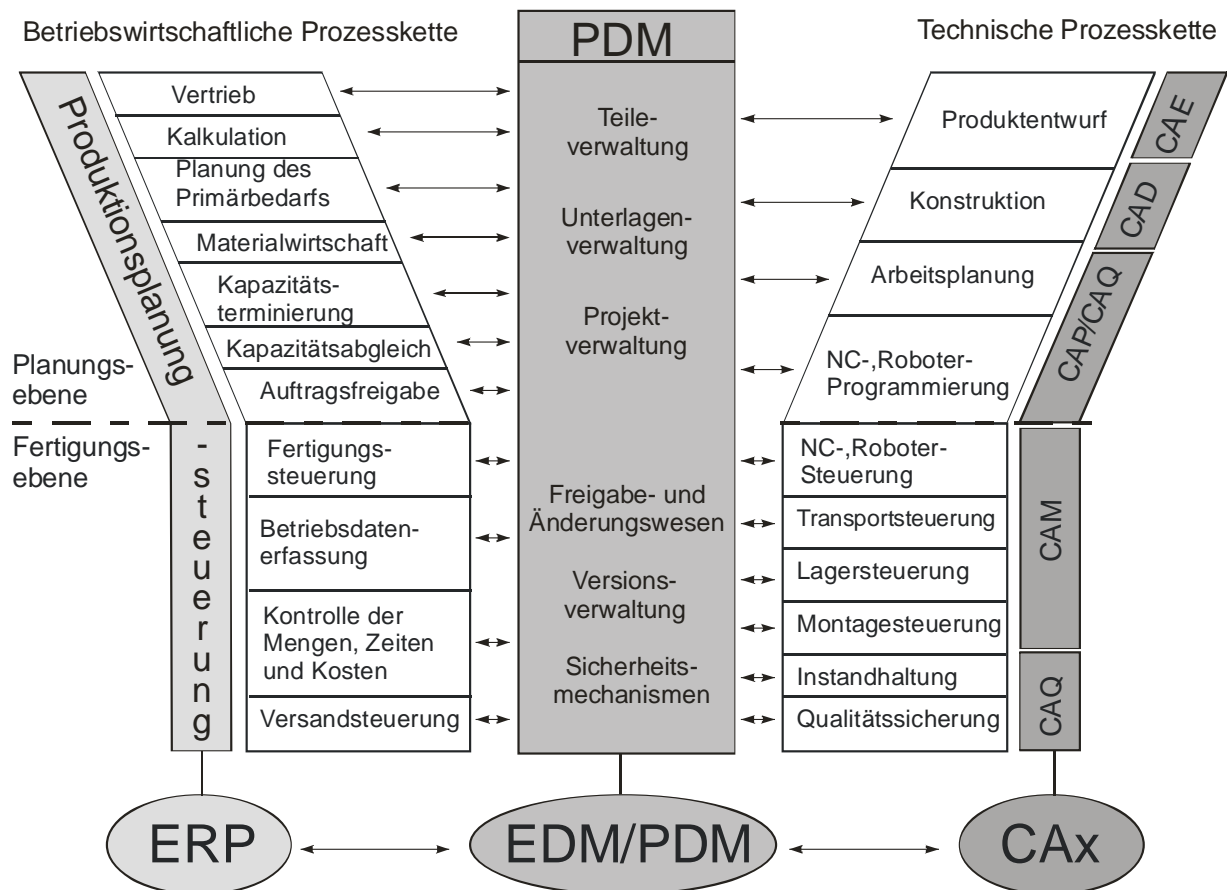 Betriebswirtschaftliche Prozesskette
PDM
Technische Prozesskette
Produktionsplanung
-steuerung
Vertrieb
Kalkulation
Planung des
Primärbedarfs
Materialwirtschaft
Kapazitäts-
terminierung
Kapazitätsabgleich
Auftragsfreigabe
Planungs-
ebene
Fertigungs-
ebene
Fertigungs-
steuerung
Betriebsdaten-
erfassung
Kontrolle der
Mengen, Zeiten
und Kosten
Versandsteuerung
Teile-
verwaltung
Unterlagen-
verwaltung
Projekt-
verwaltung
Freigabe- und
Änderungswesen
Versions-
verwaltung
Sicherheits-
mechanismen
Produktentwurf
Konstruktion
Arbeitsplanung
NC-,Roboter-
Programmierung
NC-,Roboter-
Steuerung
Transportsteuerung
Lagersteuerung
Montagesteuerung
Instandhaltung
Qualitätssicherung
CAE
CAD
CAP/CAQ
CAM
CAQ
ERP
EDM/PDM
CAx